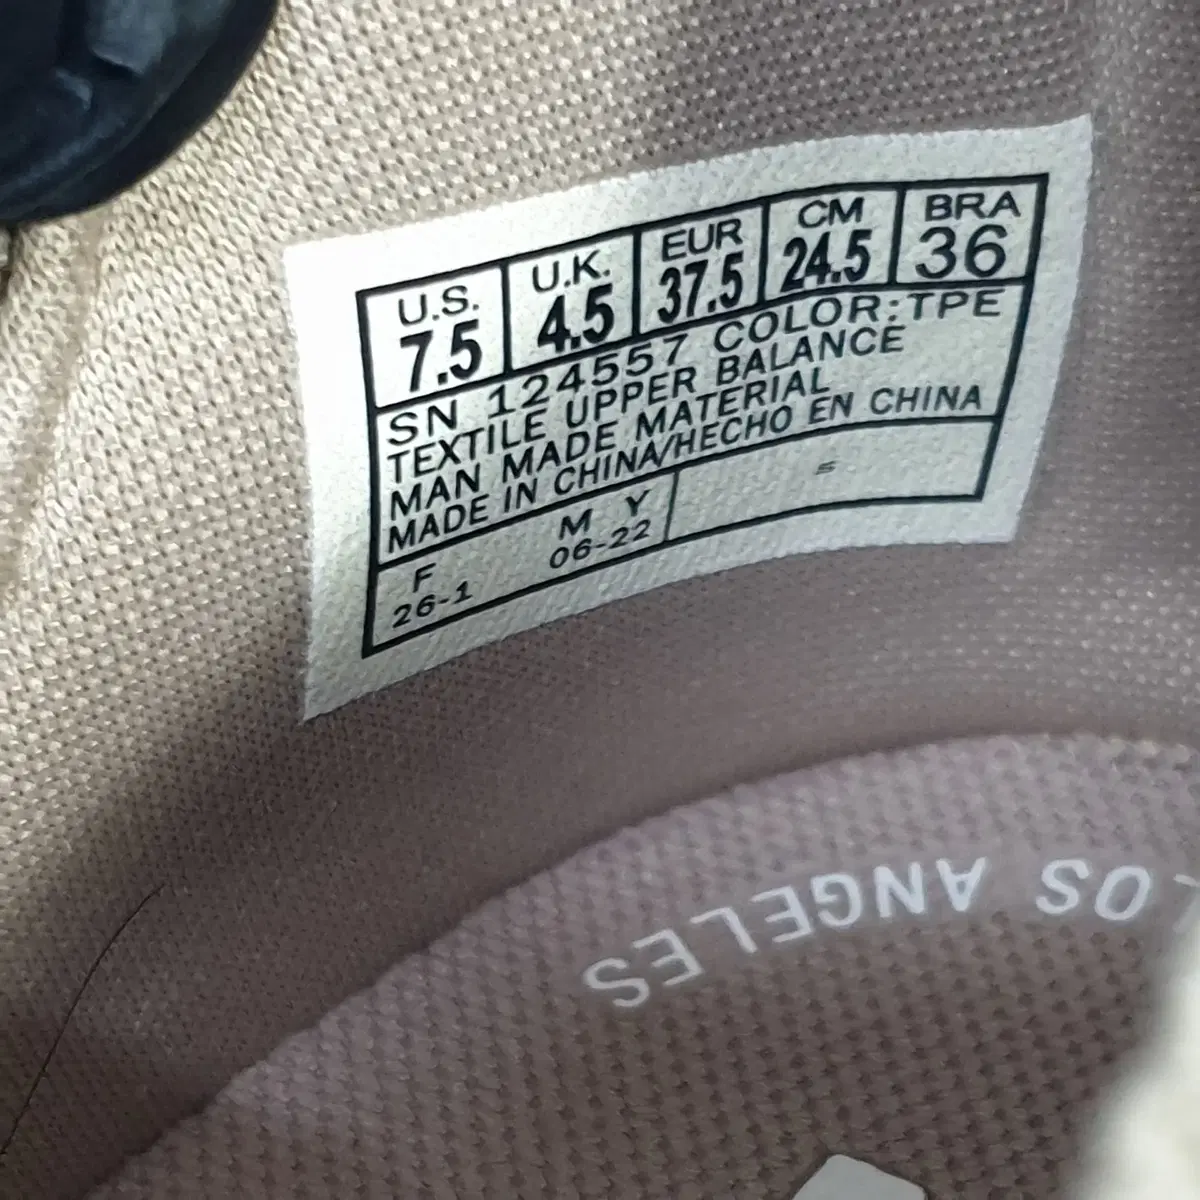 U.S. U.K. EUR CM BRA
7.5 4.5 37.5 24.5 36
SN 124557 COLOR:TPE
TEXTILE UPPER BALANCE
MAN MADE MATERIAL
MADE IN CHINA/HECHO EN CHINA
F M Y
26-1 06-22
LOS ANGELES